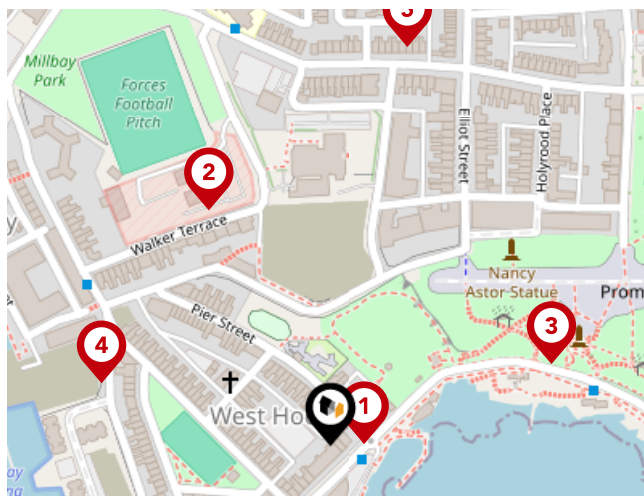 Millbay
Park
Forces
Football
Pitch
Elliot Street
Holyrood Place
2
Walker Terrace
Nancy
Astor Statue
Prom
Pier Street
3
4
West Ho
1